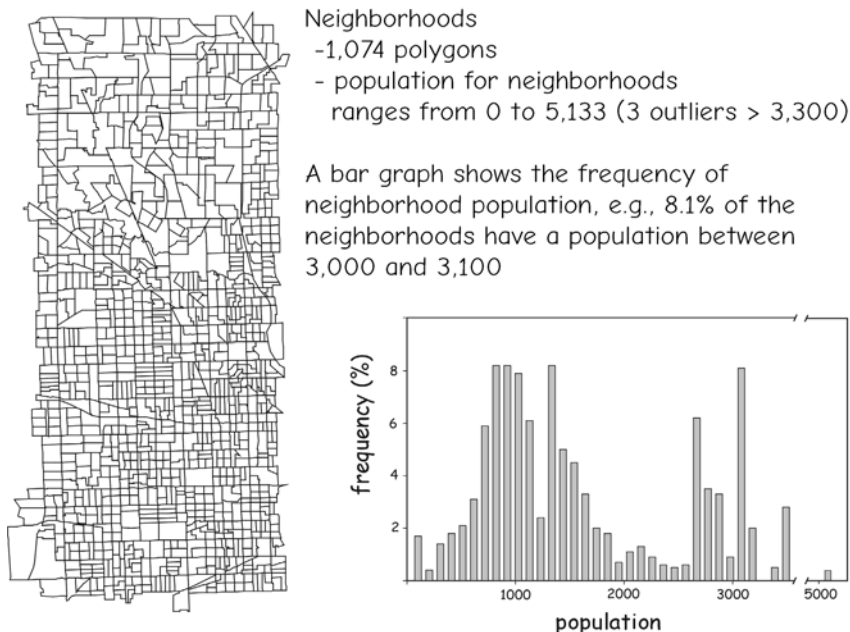 Neighborhoods
-1,074 polygons
- population for neighborhoods
ranges from 0 to 5,133 (3 outliers > 3,300)
A bar graph shows the frequency of
neighborhood population, e.g., 8.1% of the
neighborhoods have a population between
3,000 and 3,100
frequency (%)
8
6
4
2
1000 2000 3000 5000
population